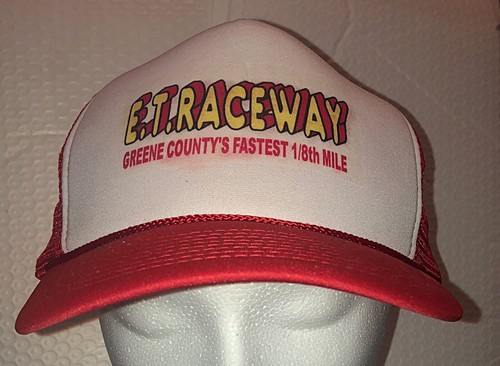 E.T.RACEWAY
GREENE COUNTY'S FASTEST 1/8th MILE